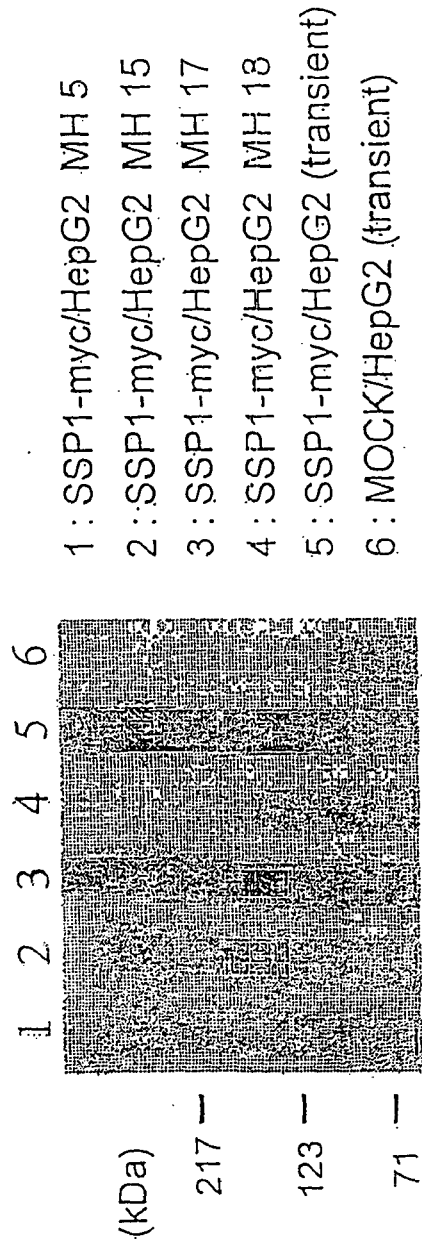 1 2 3 4 5 6
(kDa)
217
123
71
1 : SSP1-myc/HepG2 MH 5
2 : SSP1-myc/HepG2 MH 15
3 : SSP1-myc/HepG2 MH 17
4 : SSP1-myc/HepG2 MH 18
5 : SSP1-myc/HepG2 (transient)
6 : MOCK/HepG2 (transient)